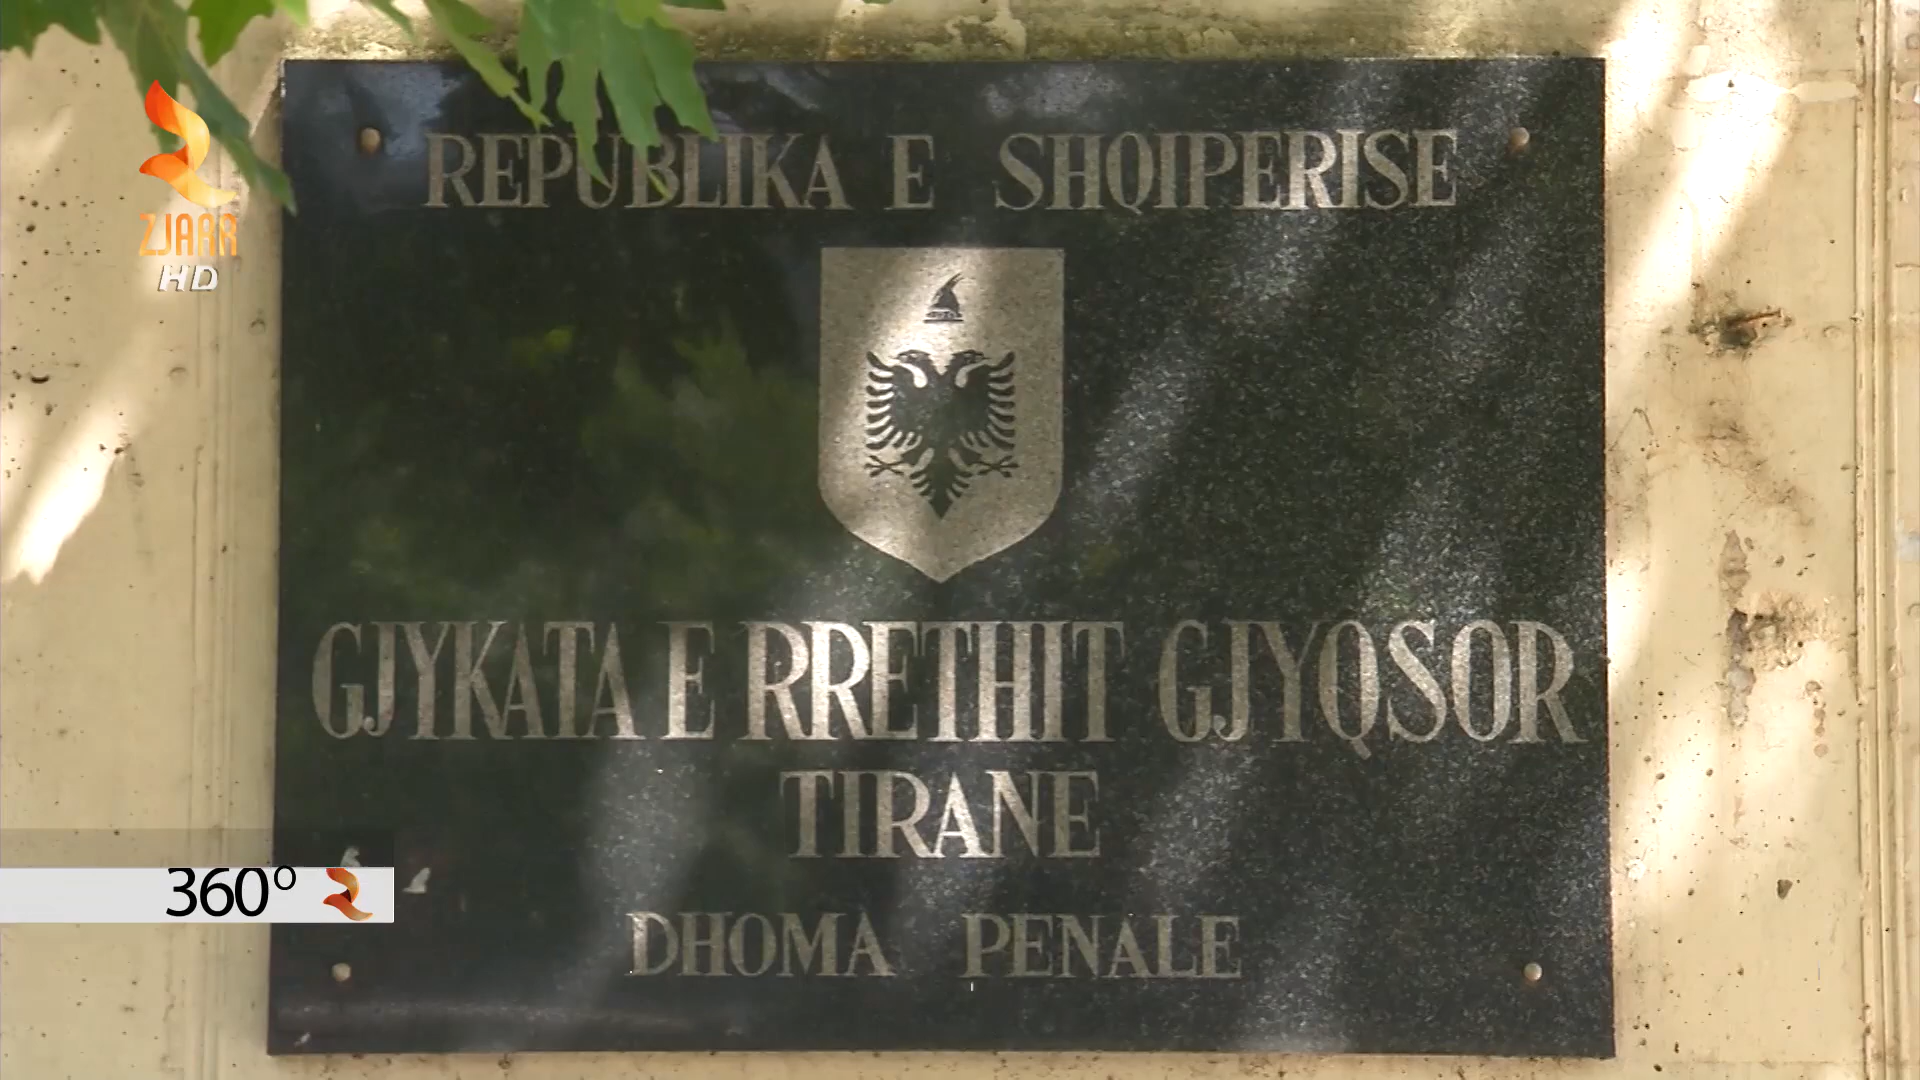 REPUBLIKA E SHQIPERISE
ZJARR
HD
GJYKATA E RRETHIT GJYQSOR
TIRANE
360°
DHOMA PENALE